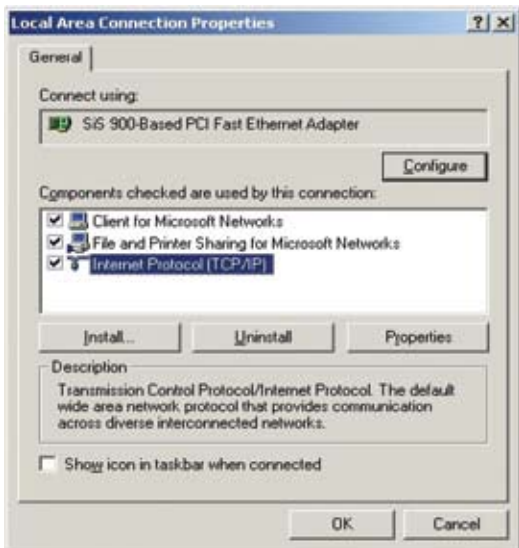 Local Area Connection Properties
General
Connect using:
SiS 900-Based PCI Fast Ethernet Adapter
Configure
Components checked are used by this connection:
Client for Microsoft Networks
File and Printer Sharing for Microsoft Networks
Internet Protocol (TCP/IP)
Install... Uninstall Properties
Description
Transmission Control Protocol/Internet Protocol. The default
wide area network protocol that provides communication
across diverse interconnected networks.
Show icon in taskbar when connected
OK Cancel